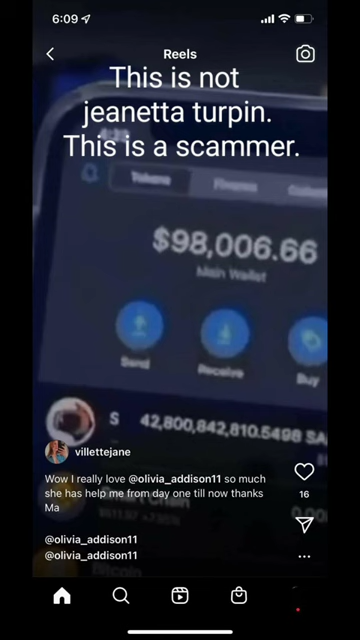 6:09
Reels
This is not
jeanetta turpin.
This is a scammer.
$98,006.66
Main Wallet
Send
Receive
Buy
S 42,800,842,810.5498 SA
villettejane
Wow I really love @olivia_addison11 so much
she has help me from day one till now thanks
Ma
16
@olivia_addison11
@olivia_addison11
Bitcoin